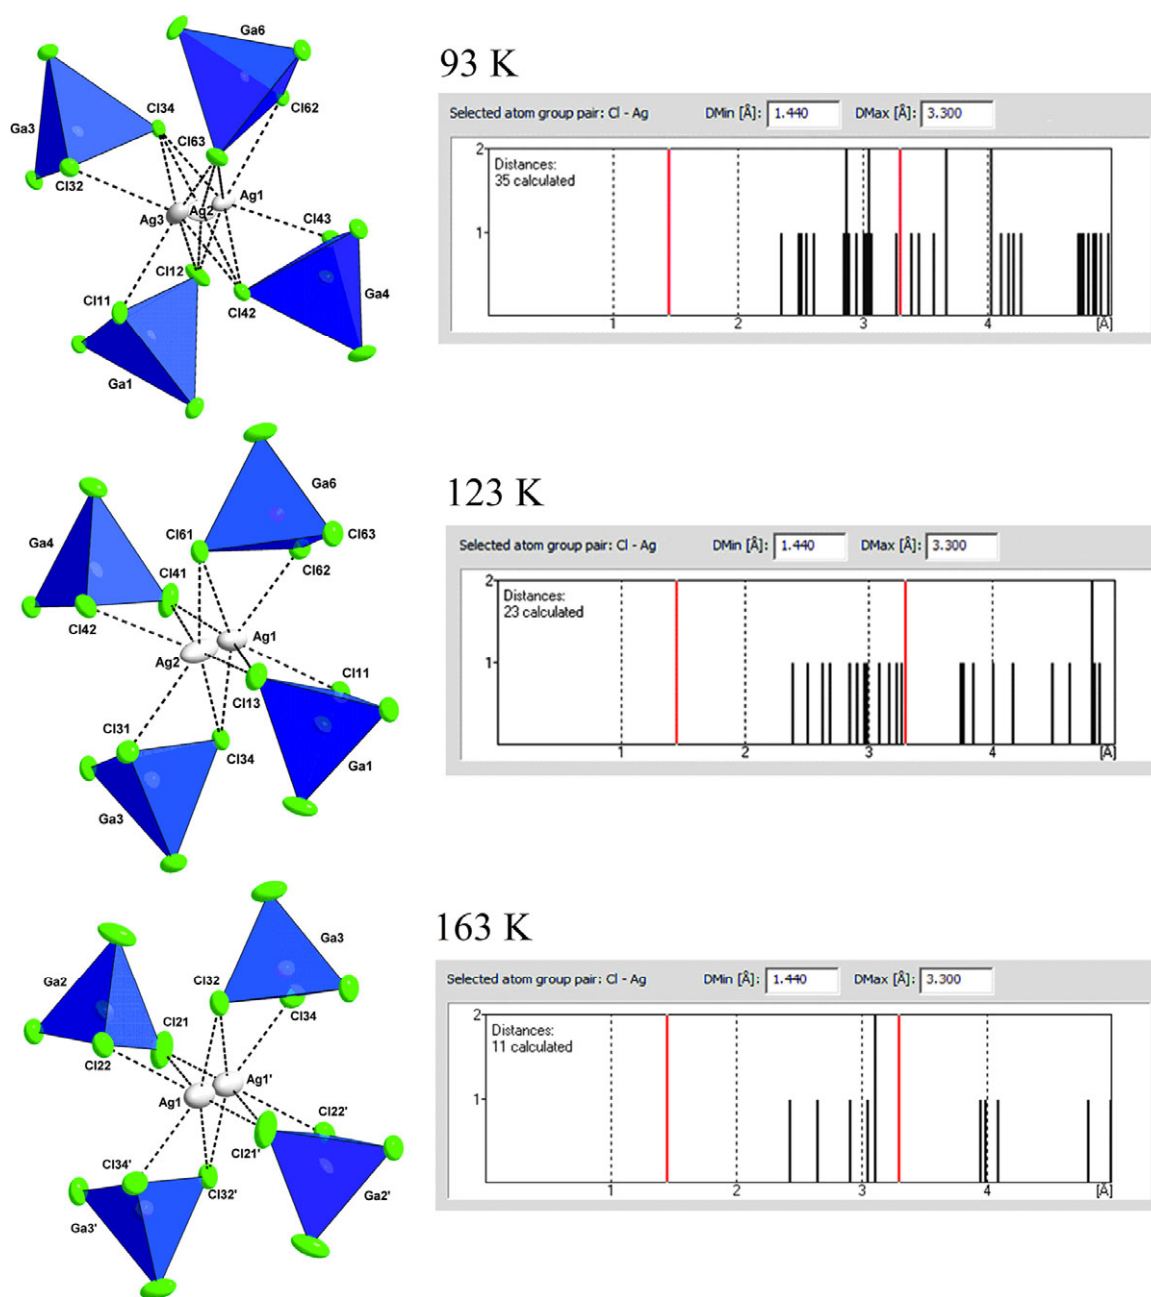 Ga6
93 K
Cl34
Cl62
Ga3
Cl63
Cl32
Ag1
Ag3
Ag2
Cl43
Cl12
Cl11
Cl42
Ga4
Ga1
Selected atom group pair: Cl - Ag DMin [Å]: 1.440 DMax [Å]: 3.300
2
Distances:
35 calculated
1
1 2 3 4 [Å]
123 K
Ga6
Ga4
Cl61
Cl63
Cl62
Cl41
Cl42
Ag1
Ag2
Cl11
Cl13
Cl31
Cl34
Ga1
Ga3
Selected atom group pair: Cl - Ag DMin [Å]: 1.440 DMax [Å]: 3.300
2
Distances:
23 calculated
1
1 2 3 4 [Å]
163 K
Ga3
Ga2
Cl32
Cl34
Cl21
Cl22
Ag1'
Ag1
Cl22'
Cl21'
Cl34'
Cl32'
Ga2'
Ga3'
Selected atom group pair: Cl - Ag DMin [Å]: 1.440 DMax [Å]: 3.300
2
Distances:
11 calculated
1
1 2 3 4 [Å]